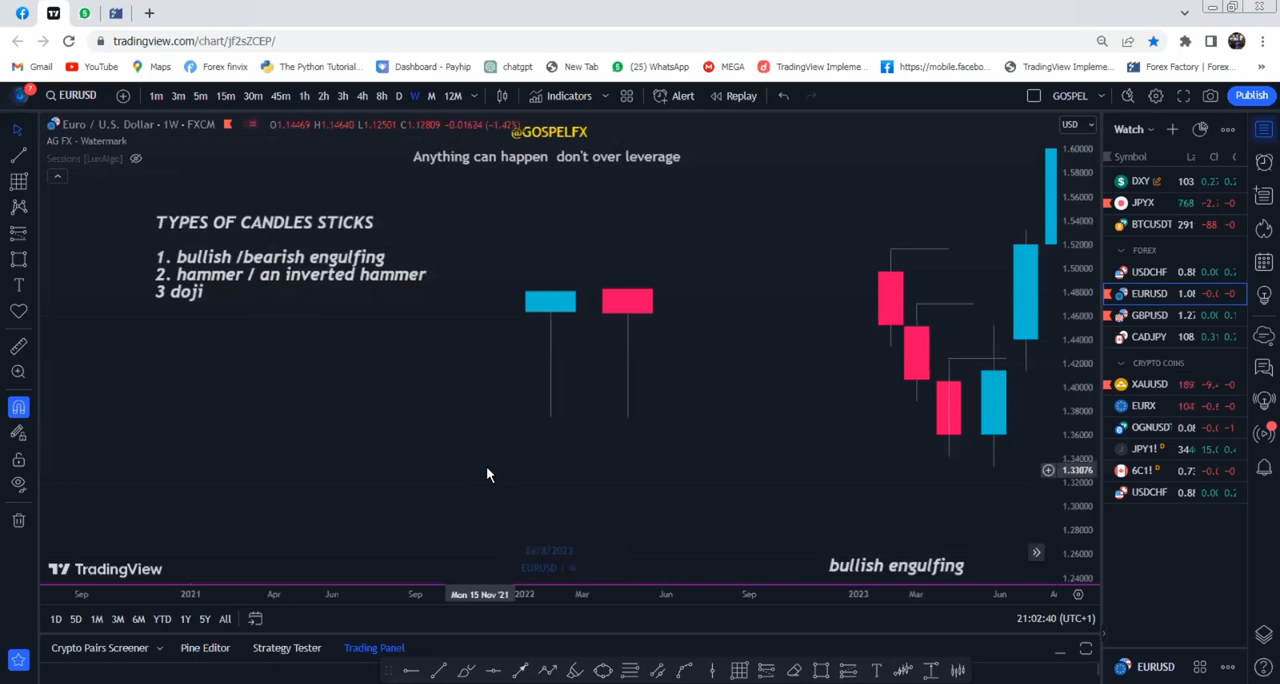 tradingview.com/chart/jf2sZCEP/
Gmail YouTube Maps Forex finvix The Python Tutorial... Dashboard - Payhip chatgpt New Tab (25) WhatsApp MEGA TradingView Impleme... https://mobile.facebo... TradingView Impleme... Forex Factory | Forex... »
EURUSD 1m 3m 5m 15m 30m 45m 1h 2h 3h 4h 8h D W M 12M Indicators Alert Replay GOSPEL Publish
Euro / U.S. Dollar · 1W · FXCM O1.14469 H1.14640 L1.12501 C1.12809 -0.01624 (-1.42%)
AG FX - Watermark
Sessions [LuxAlgo]
@GOSPELFX
Anything can happen don't over leverage
TYPES OF CANDLES STICKS
1. bullish /bearish engulfing
2. hammer / an inverted hammer
3 doji
bullish engulfing
16/8/2023
EURUSD
TradingView
USD
1.60000
1.58000
1.56000
1.54000
1.52000
1.50000
1.48000
1.46000
1.44000
1.42000
1.40000
1.38000
1.36000
1.34000
1.33076
1.32000
1.30000
1.28000
1.26000
1.24000
Sep 2021 Apr Jun Sep Mon 15 Nov '21 2022 Mar Jun Sep 2023 Mar Jun
1D 5D 1M 3M 6M YTD 1Y 5Y All
21:02:40 (UTC+1)
Crypto Pairs Screener Pine Editor Strategy Tester Trading Panel
Watch
Symbol
DXY 103
JPYX 768
BTCUSDT 291 -88
FOREX
USDCHF
EURUSD
GBPUSD
CADJPY 108
CRYPTO COINS
XAUUSD
EURX
OGNUSDT
JPY1! D
6C1! D
USDCHF
EURUSD